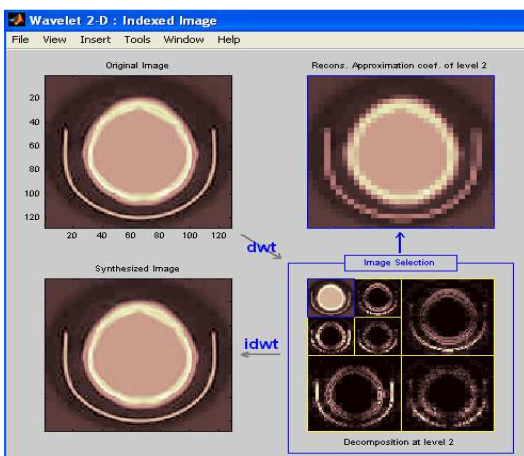 Wavelet 2-D : Indexed Image
File View Insert Tools Window Help
Original Image
20
40
60
80
100
120
20 40 60 80 100 120
Recons. Approximation coef. of level 2
dwt
Image Selection
Synthesized Image
idwt
Decomposition at level 2